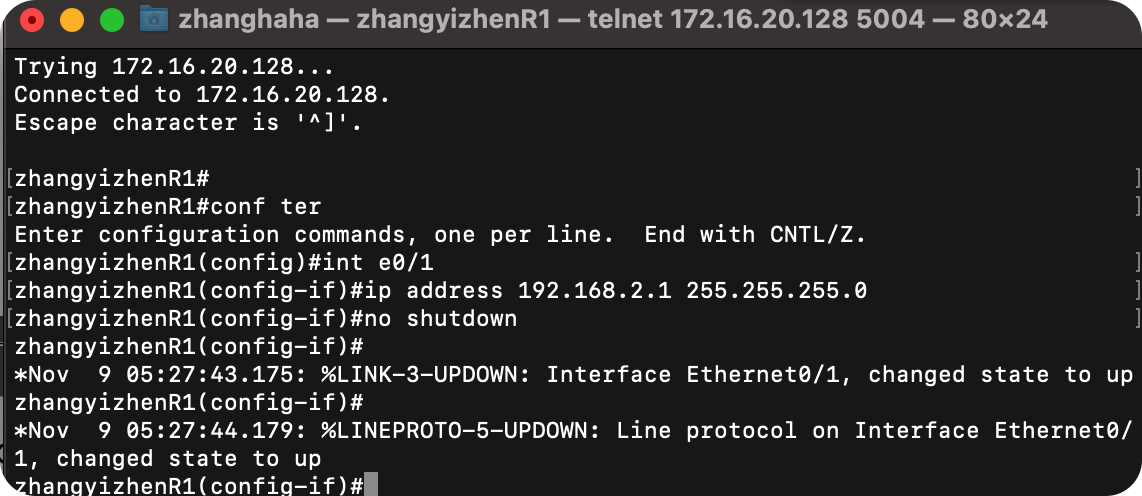 zhanghaha — zhangyizhenR1 — telnet 172.16.20.128 5004 — 80×24
Trying 172.16.20.128...
Connected to 172.16.20.128.
Escape character is '^]'.
[zhangyizhenR1# ]
[zhangyizhenR1#conf ter ]
Enter configuration commands, one per line.  End with CNTL/Z.
[zhangyizhenR1(config)#int e0/1 ]
[zhangyizhenR1(config-if)#ip address 192.168.2.1 255.255.255.0 ]
[zhangyizhenR1(config-if)#no shutdown ]
zhangyizhenR1(config-if)#
*Nov  9 05:27:43.175: %LINK-3-UPDOWN: Interface Ethernet0/1, changed state to up
zhangyizhenR1(config-if)#
*Nov  9 05:27:44.179: %LINEPROTO-5-UPDOWN: Line protocol on Interface Ethernet0/
1, changed state to up
zhangyizhenR1(config-if)#